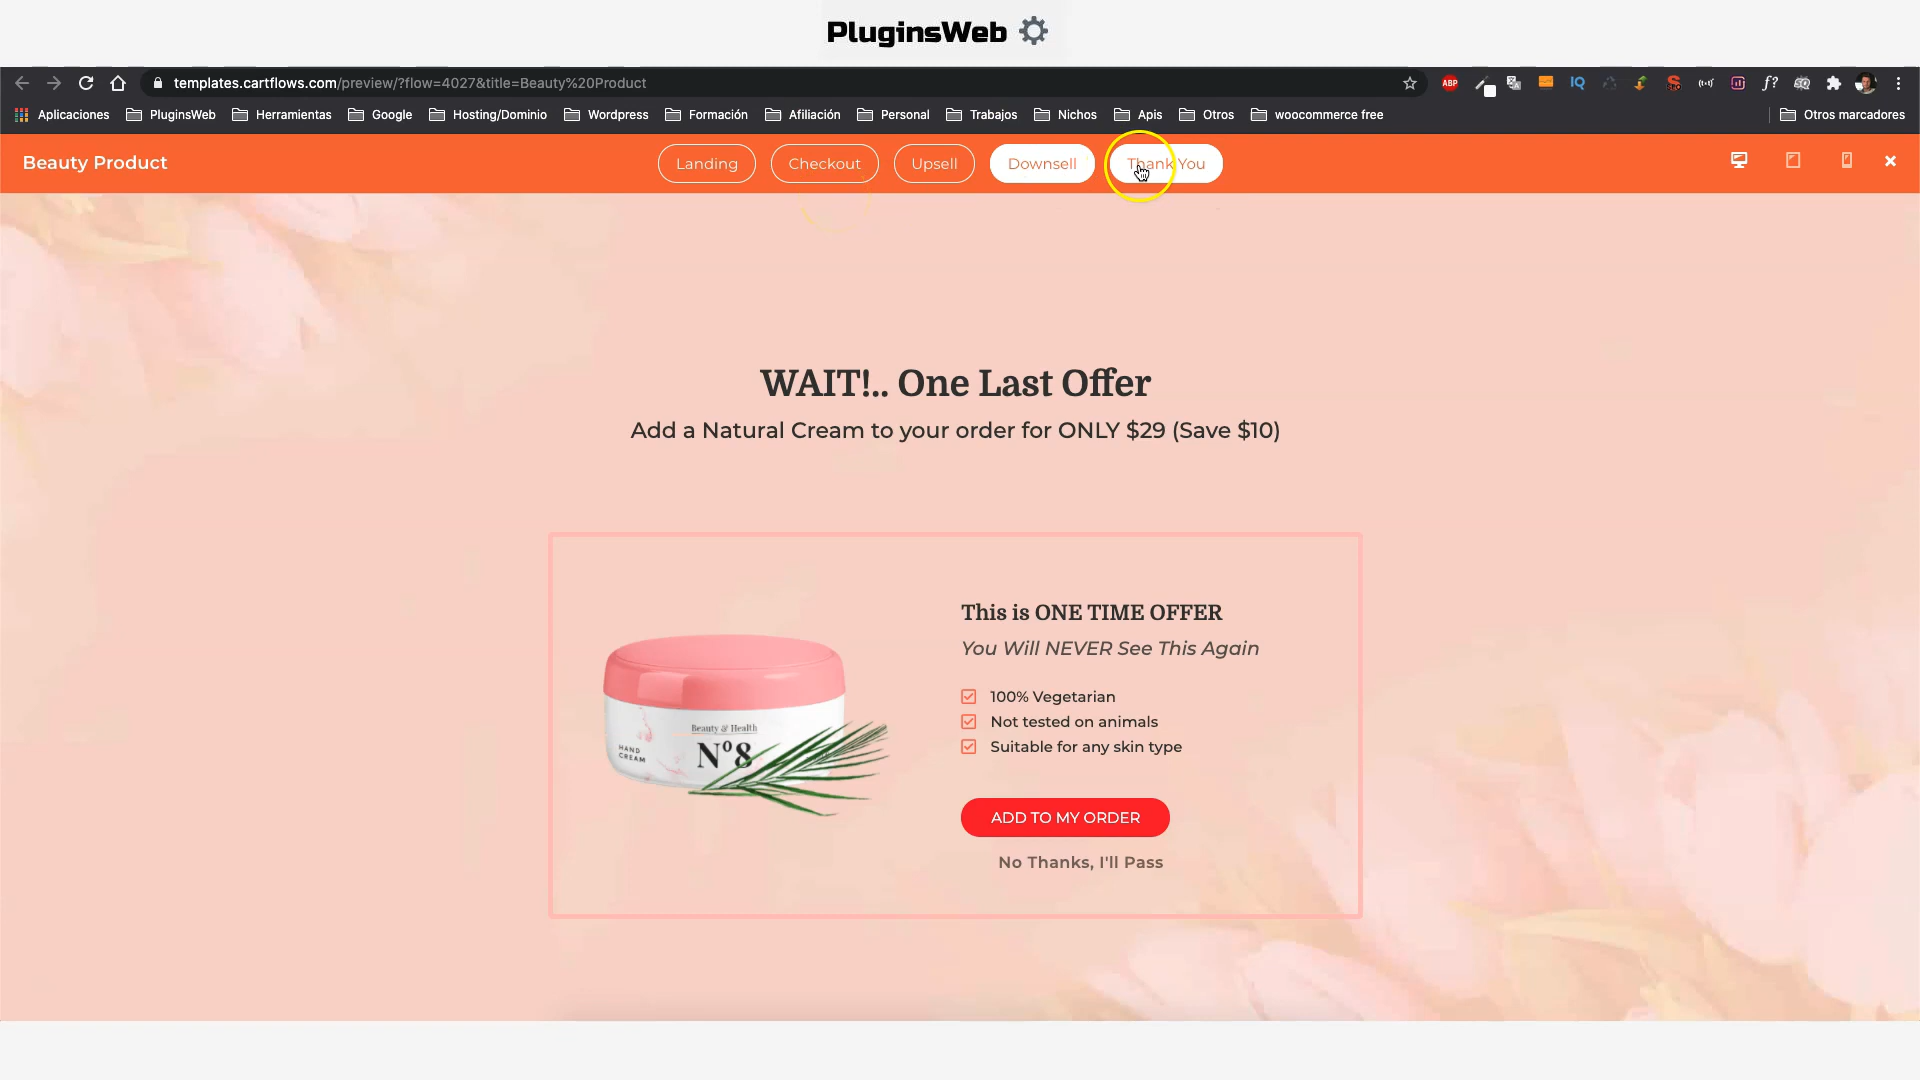 PluginsWeb
templates.cartflows.com/preview/?flow=4027&title=Beauty%20Product
ABP
IQ
f?
Aplicaciones PluginsWeb Herramientas Google Hosting/Dominio Wordpress Formación Afiliación Personal Trabajos Nichos Apis Otros woocommerce free Otros marcadores
Beauty Product Landing Checkout Upsell Downsell Thank You
WAIT!.. One Last Offer
Add a Natural Cream to your order for ONLY $29 (Save $10)
This is ONE TIME OFFER
You Will NEVER See This Again
100% Vegetarian
Not tested on animals
Suitable for any skin type
Beauty & Health
Nº8
HAND
CREAM
ADD TO MY ORDER
No Thanks, I'll Pass